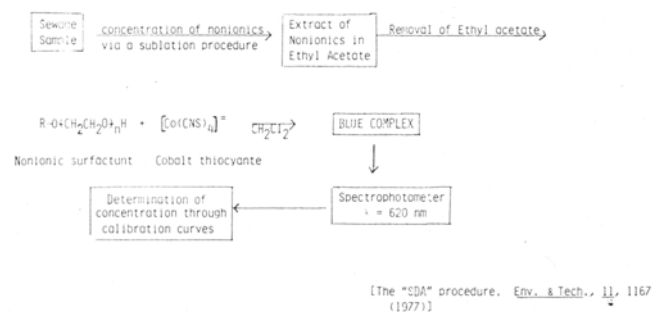 Sewage
Sample
concentration of nonionics
via a sublation procedure
Extract of
Nonionics in
Ethyl Acetate
Removal of Ethyl acetate
R-O+CH2CH2O+nH + [Co(CNS)4]= CH2Cl2 BLUE COMPLEX
Nonionic surfactunt Cobalt thiocyante
Spectrophotometer
λ = 620 nm
Determination of
concentration through
calibration curves
[The "SDA" procedure. Env. & Tech., 11, 1167
(1977)]